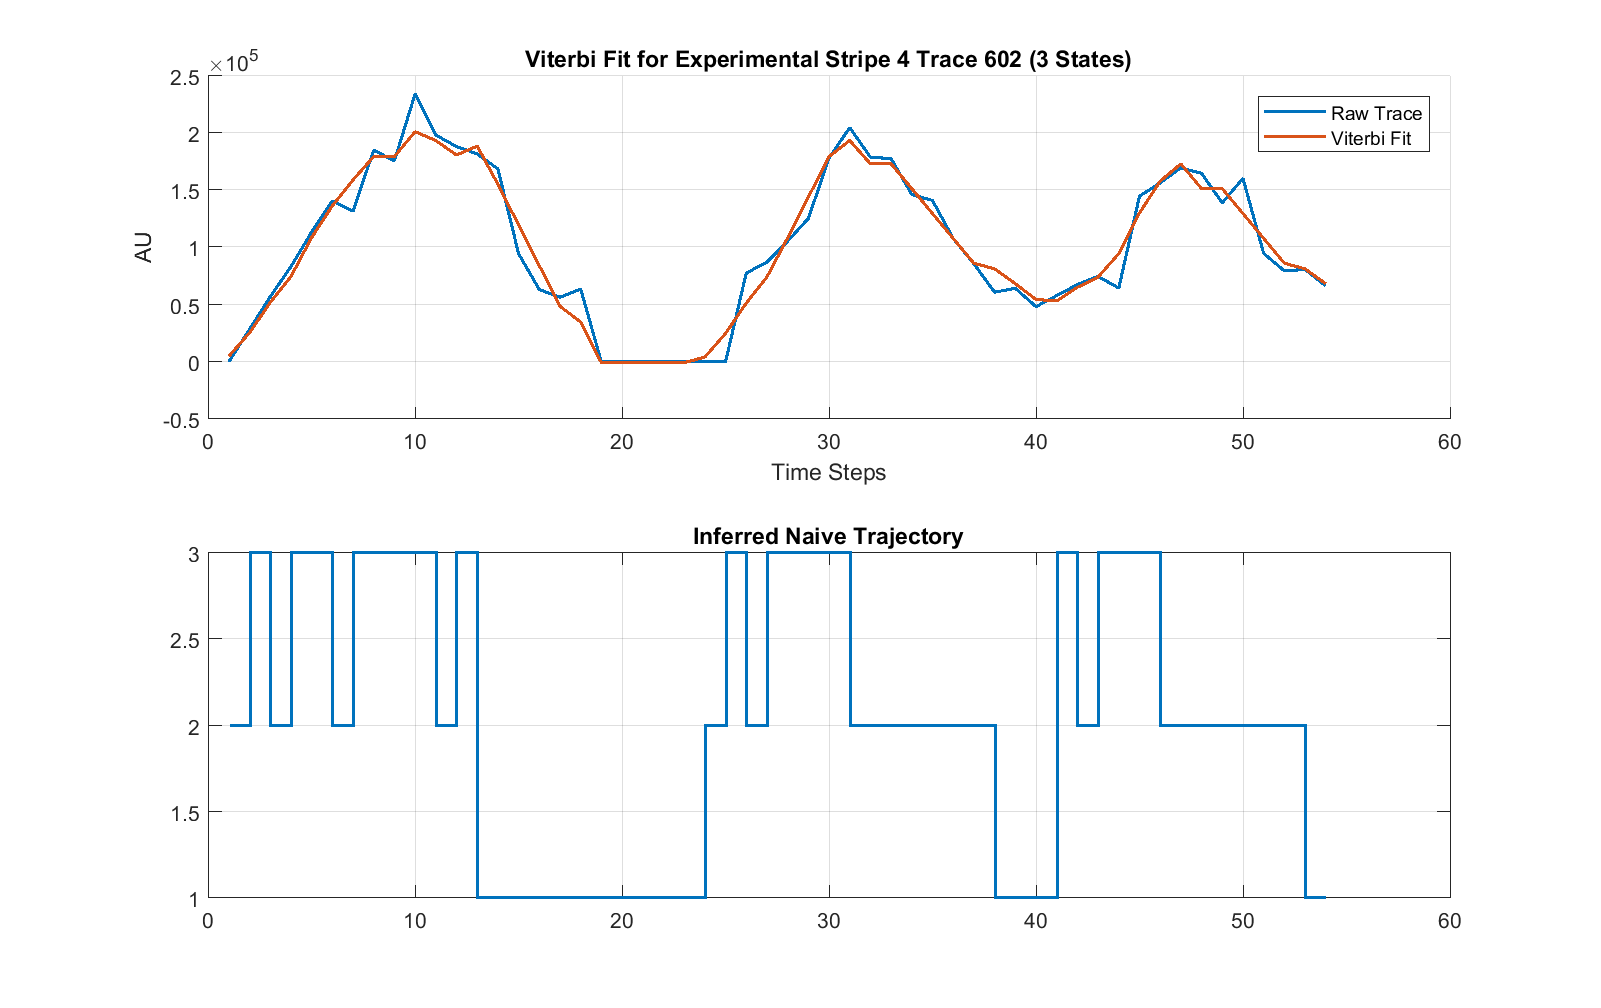 ×10^5
Viterbi Fit for Experimental Stripe 4 Trace 602 (3 States)
2.5
2
1.5
1
0.5
0
-0.5
AU
Raw Trace
Viterbi Fit
0 10 20 30 40 50 60
Time Steps
Inferred Naive Trajectory
3
2.5
2
1.5
1
0 10 20 30 40 50 60